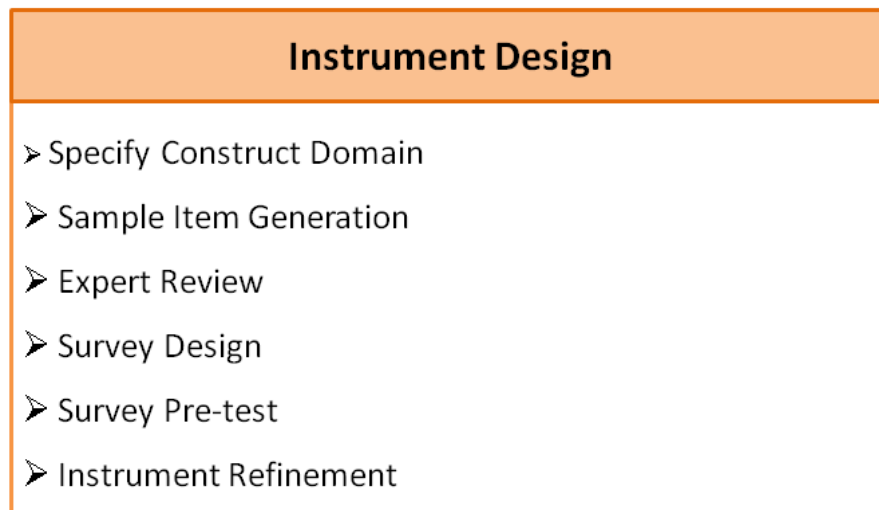 Instrument Design
➢ Specify Construct Domain
➢ Sample Item Generation
➢ Expert Review
➢ Survey Design
➢ Survey Pre-test
➢ Instrument Refinement